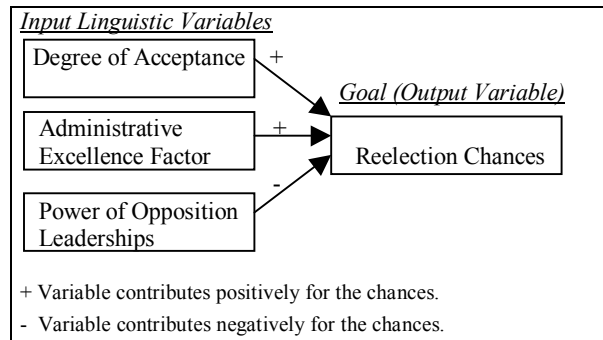 Input Linguistic Variables
Degree of Acceptance
+
Goal (Output Variable)
Administrative
Excellence Factor
+
Reelection Chances
-
Power of Opposition
Leaderships
+ Variable contributes positively for the chances.
- Variable contributes negatively for the chances.